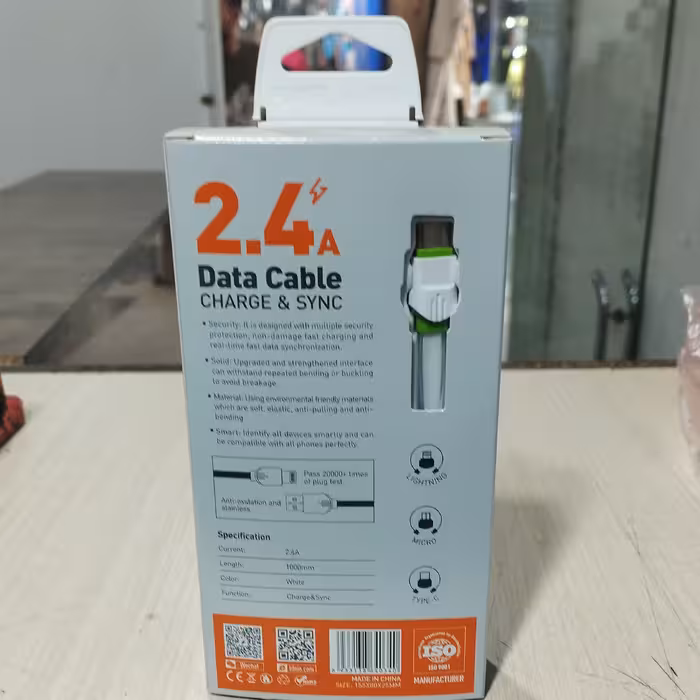 2.4A
Data Cable
CHARGE & SYNC
• Security: It is designed with multiple security
protection, non-damage fast charging and
real-time fast data synchronization.
• Solid: Upgraded and strengthened interface
can withstand repeated bending or buckling
to avoid breakage.
• Material: Using environmental friendly materials
which are soft, elastic, anti-pulling and anti-
bending
• Smart: Identify all devices smartly and can
be compatible with all phones perfectly.
Pass 20000+ times
of plug test
Anti-oxidation and
stainless
LIGHTNING
MICRO
TYPE-C
Specification
Current: 2.4A
Length: 1000mm
Color: White
Function: Charge&Sync
Wechat
CE
RoHS
MADE IN CHINA
ISO
ISO 9001
MANUFACTURER